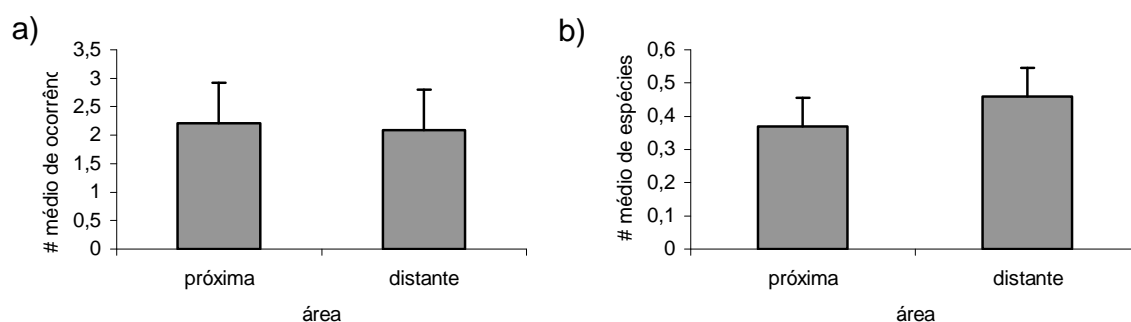 a)
# médio de ocorrênc
3,5
3
2,5
2
1,5
1
0,5
0
próxima distante
área
b)
# médio de espécies
0,6
0,5
0,4
0,3
0,2
0,1
0
próxima distante
área